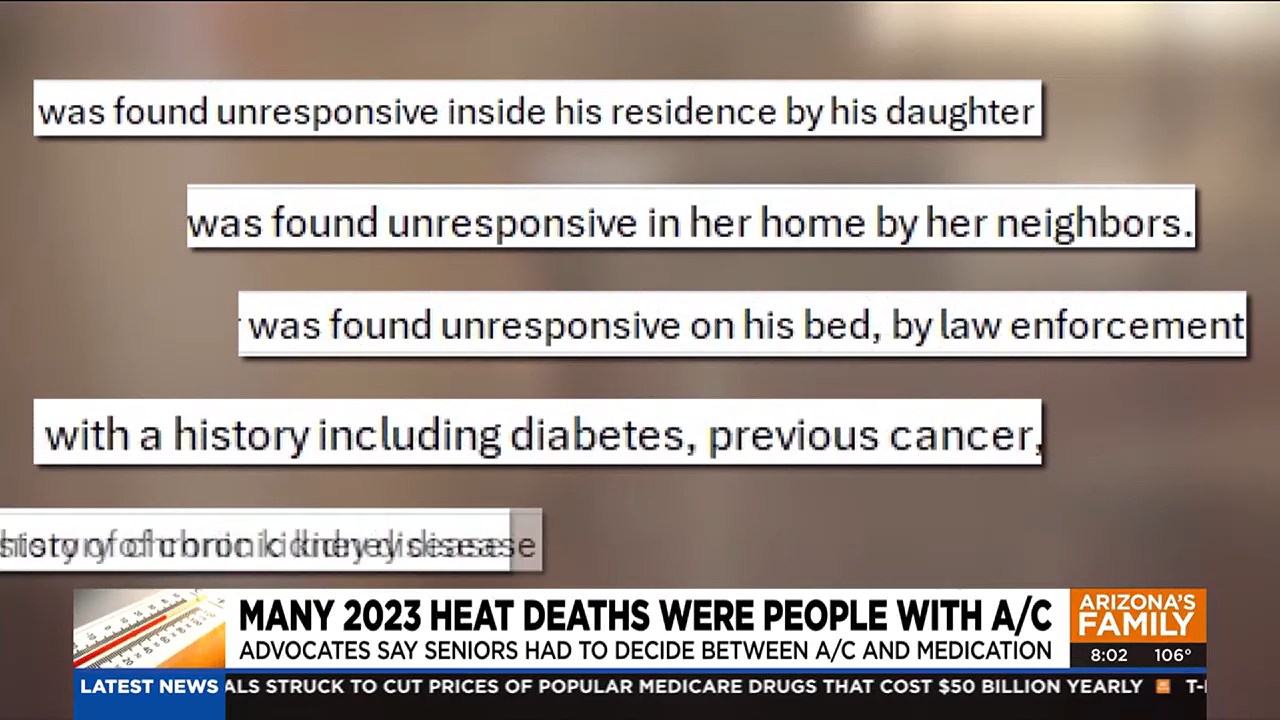 was found unresponsive inside his residence by his daughter
was found unresponsive in her home by her neighbors.
was found unresponsive on his bed, by law enforcement
with a history including diabetes, previous cancer,
chronic kidney disease
MANY 2023 HEAT DEATHS WERE PEOPLE WITH A/C
ADVOCATES SAY SENIORS HAD TO DECIDE BETWEEN A/C AND MEDICATION
ARIZONA'S
FAMILY
8:02 106°
LATEST NEWS ALS STRUCK TO CUT PRICES OF POPULAR MEDICARE DRUGS THAT COST $50 BILLION YEARLY T-